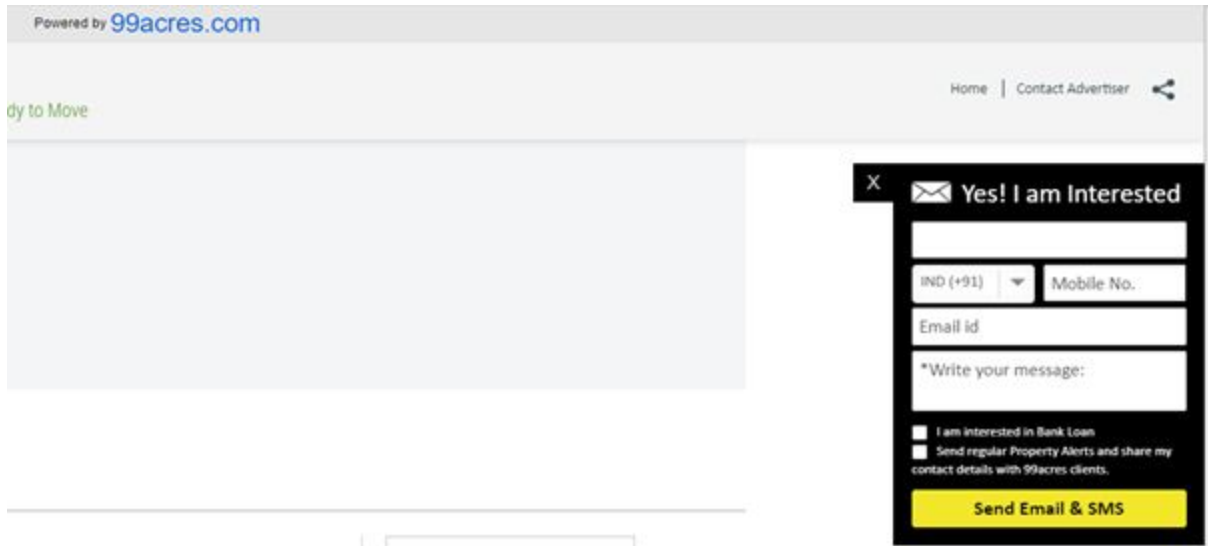 Powered by 99acres.com
Home | Contact Advertiser
dy to Move
X
Yes! I am Interested
IND (+91)
Mobile No.
Email id
*Write your message:
I am interested in Bank Loan
Send regular Property Alerts and share my
contact details with 99acres clients.
Send Email & SMS